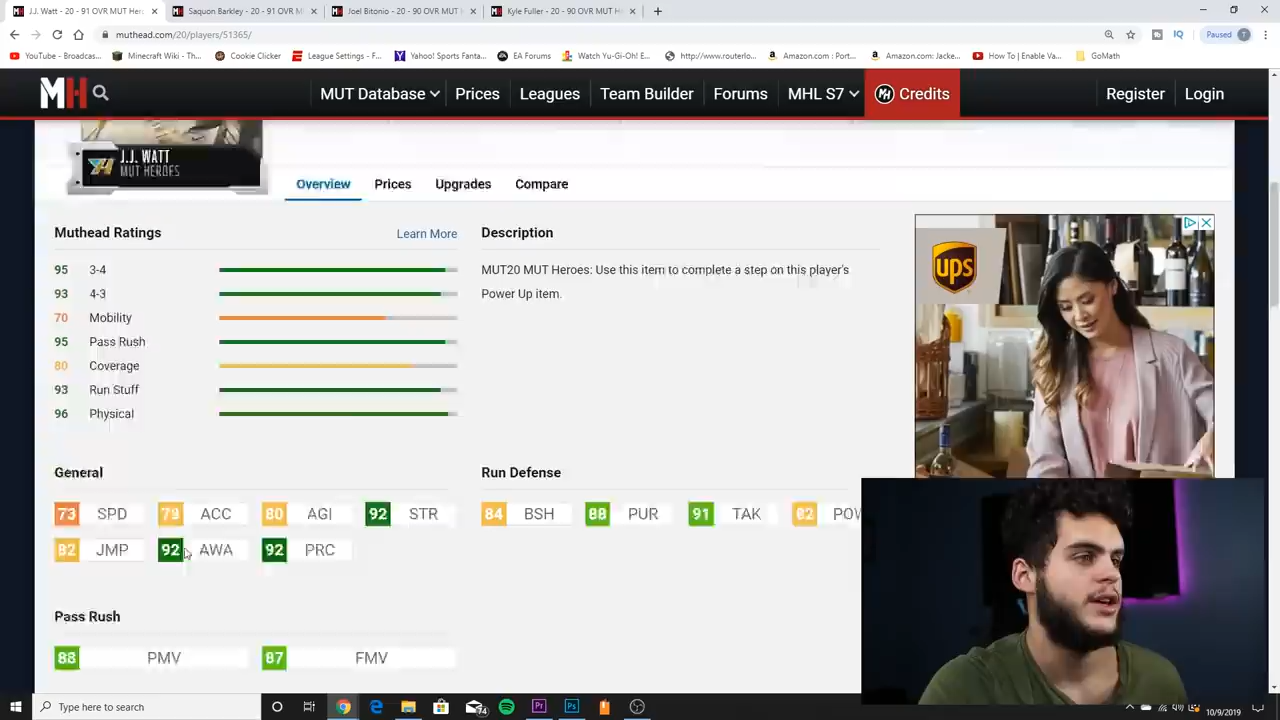 J.J. Watt - 20 - 91 OVR MUT Her
Saquon Barkley - 20 - 91 OVR M
Joel Bitonio - 20 - 90 OVR MUT
Kyle Fuller - 20 - 90 OVR MUT He
muthead.com/20/players/51365/
Paused
T
YouTube - Broadcas...
Minecraft Wiki - Th...
Cookie Clicker
League Settings - F...
Yahoo! Sports Fanta...
EA Forums
Watch Yu-Gi-Oh! E...
http://www.routerlo...
Amazon.com : Port...
Amazon.com: Jacke...
How To | Enable Va...
GoMath
MH
MUT Database
Prices
Leagues
Team Builder
Forums
MHL S7
Credits
Register
Login
J.J. WATT
MUT HEROES
Overview
Prices
Upgrades
Compare
Muthead Ratings
Learn More
Description
95 3-4
93 4-3
70 Mobility
95 Pass Rush
80 Coverage
93 Run Stuff
96 Physical
MUT20 MUT Heroes: Use this item to complete a step on this player's
Power Up item.
ups
General
73 SPD
79 ACC
80 AGI
92 STR
82 JMP
92 AWA
92 PRC
Run Defense
84 BSH
88 PUR
91 TAK
82 POW
Pass Rush
88 PMV
87 FMV
Type here to search
10/9/2019